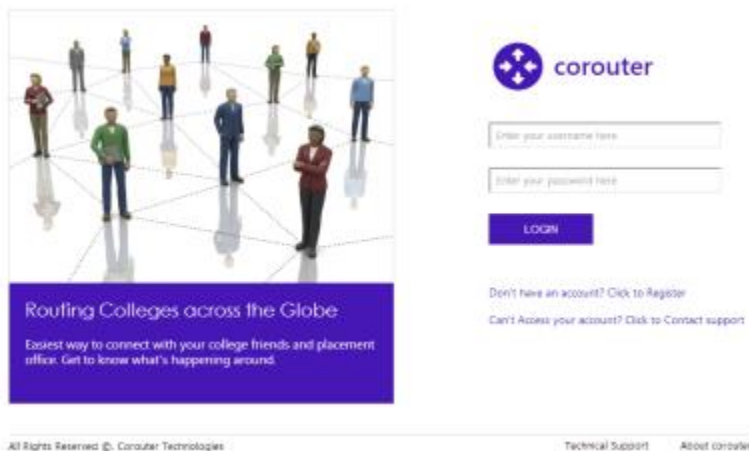 corouter
Enter your username here
Enter your password here
LOGIN
Don't have an account? Click to Register
Can't Access your account? Click to Contact support
Routing Colleges across the Globe
Easiest way to connect with your college friends and placement
office. Get to know what's happening around.
All Rights Reserved ©. Corouter Technologies
Technical Support About corouter